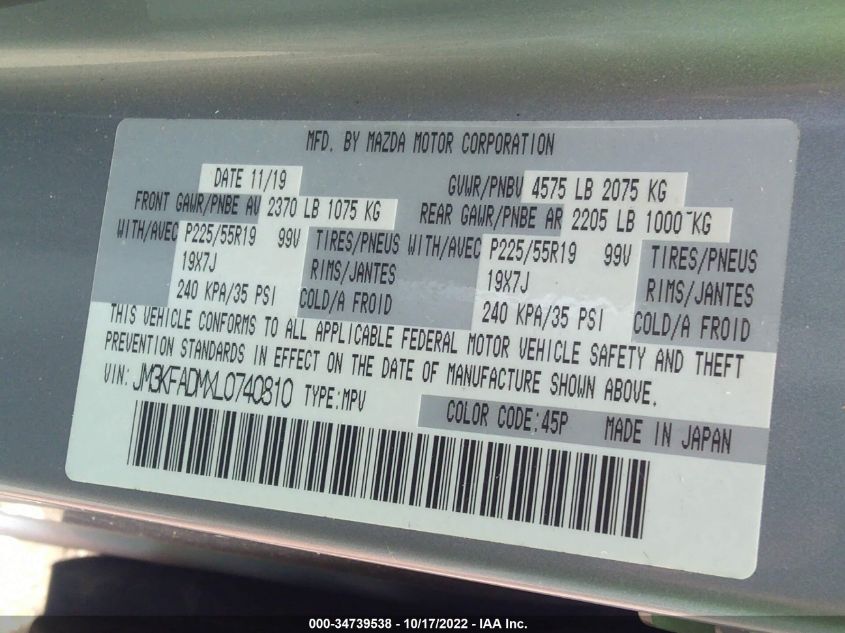 MFD. BY MAZDA MOTOR CORPORATION
DATE 11/19 GVWR/PNBV 4575 LB 2075 KG
FRONT GAWR/PNBE AV 2370 LB 1075 KG REAR GAWR/PNBE AR 2205 LB 1000 KG
WITH/AVEC P225/55R19 99V TIRES/PNEUS WITH/AVEC P225/55R19 99V TIRES/PNEUS
19X7J RIMS/JANTES 19X7J RIMS/JANTES
240 KPA/35 PSI COLD/A FROID 240 KPA/35 PSI COLD/A FROID
THIS VEHICLE CONFORMS TO ALL APPLICABLE FEDERAL MOTOR VEHICLE SAFETY AND THEFT
PREVENTION STANDARDS IN EFFECT ON THE DATE OF MANUFACTURE SHOWN ABOVE.
VIN: JM3KFADMXL0740810 TYPE:MPV
COLOR CODE:45P MADE IN JAPAN
000-34739538 - 10/17/2022 - IAA Inc.